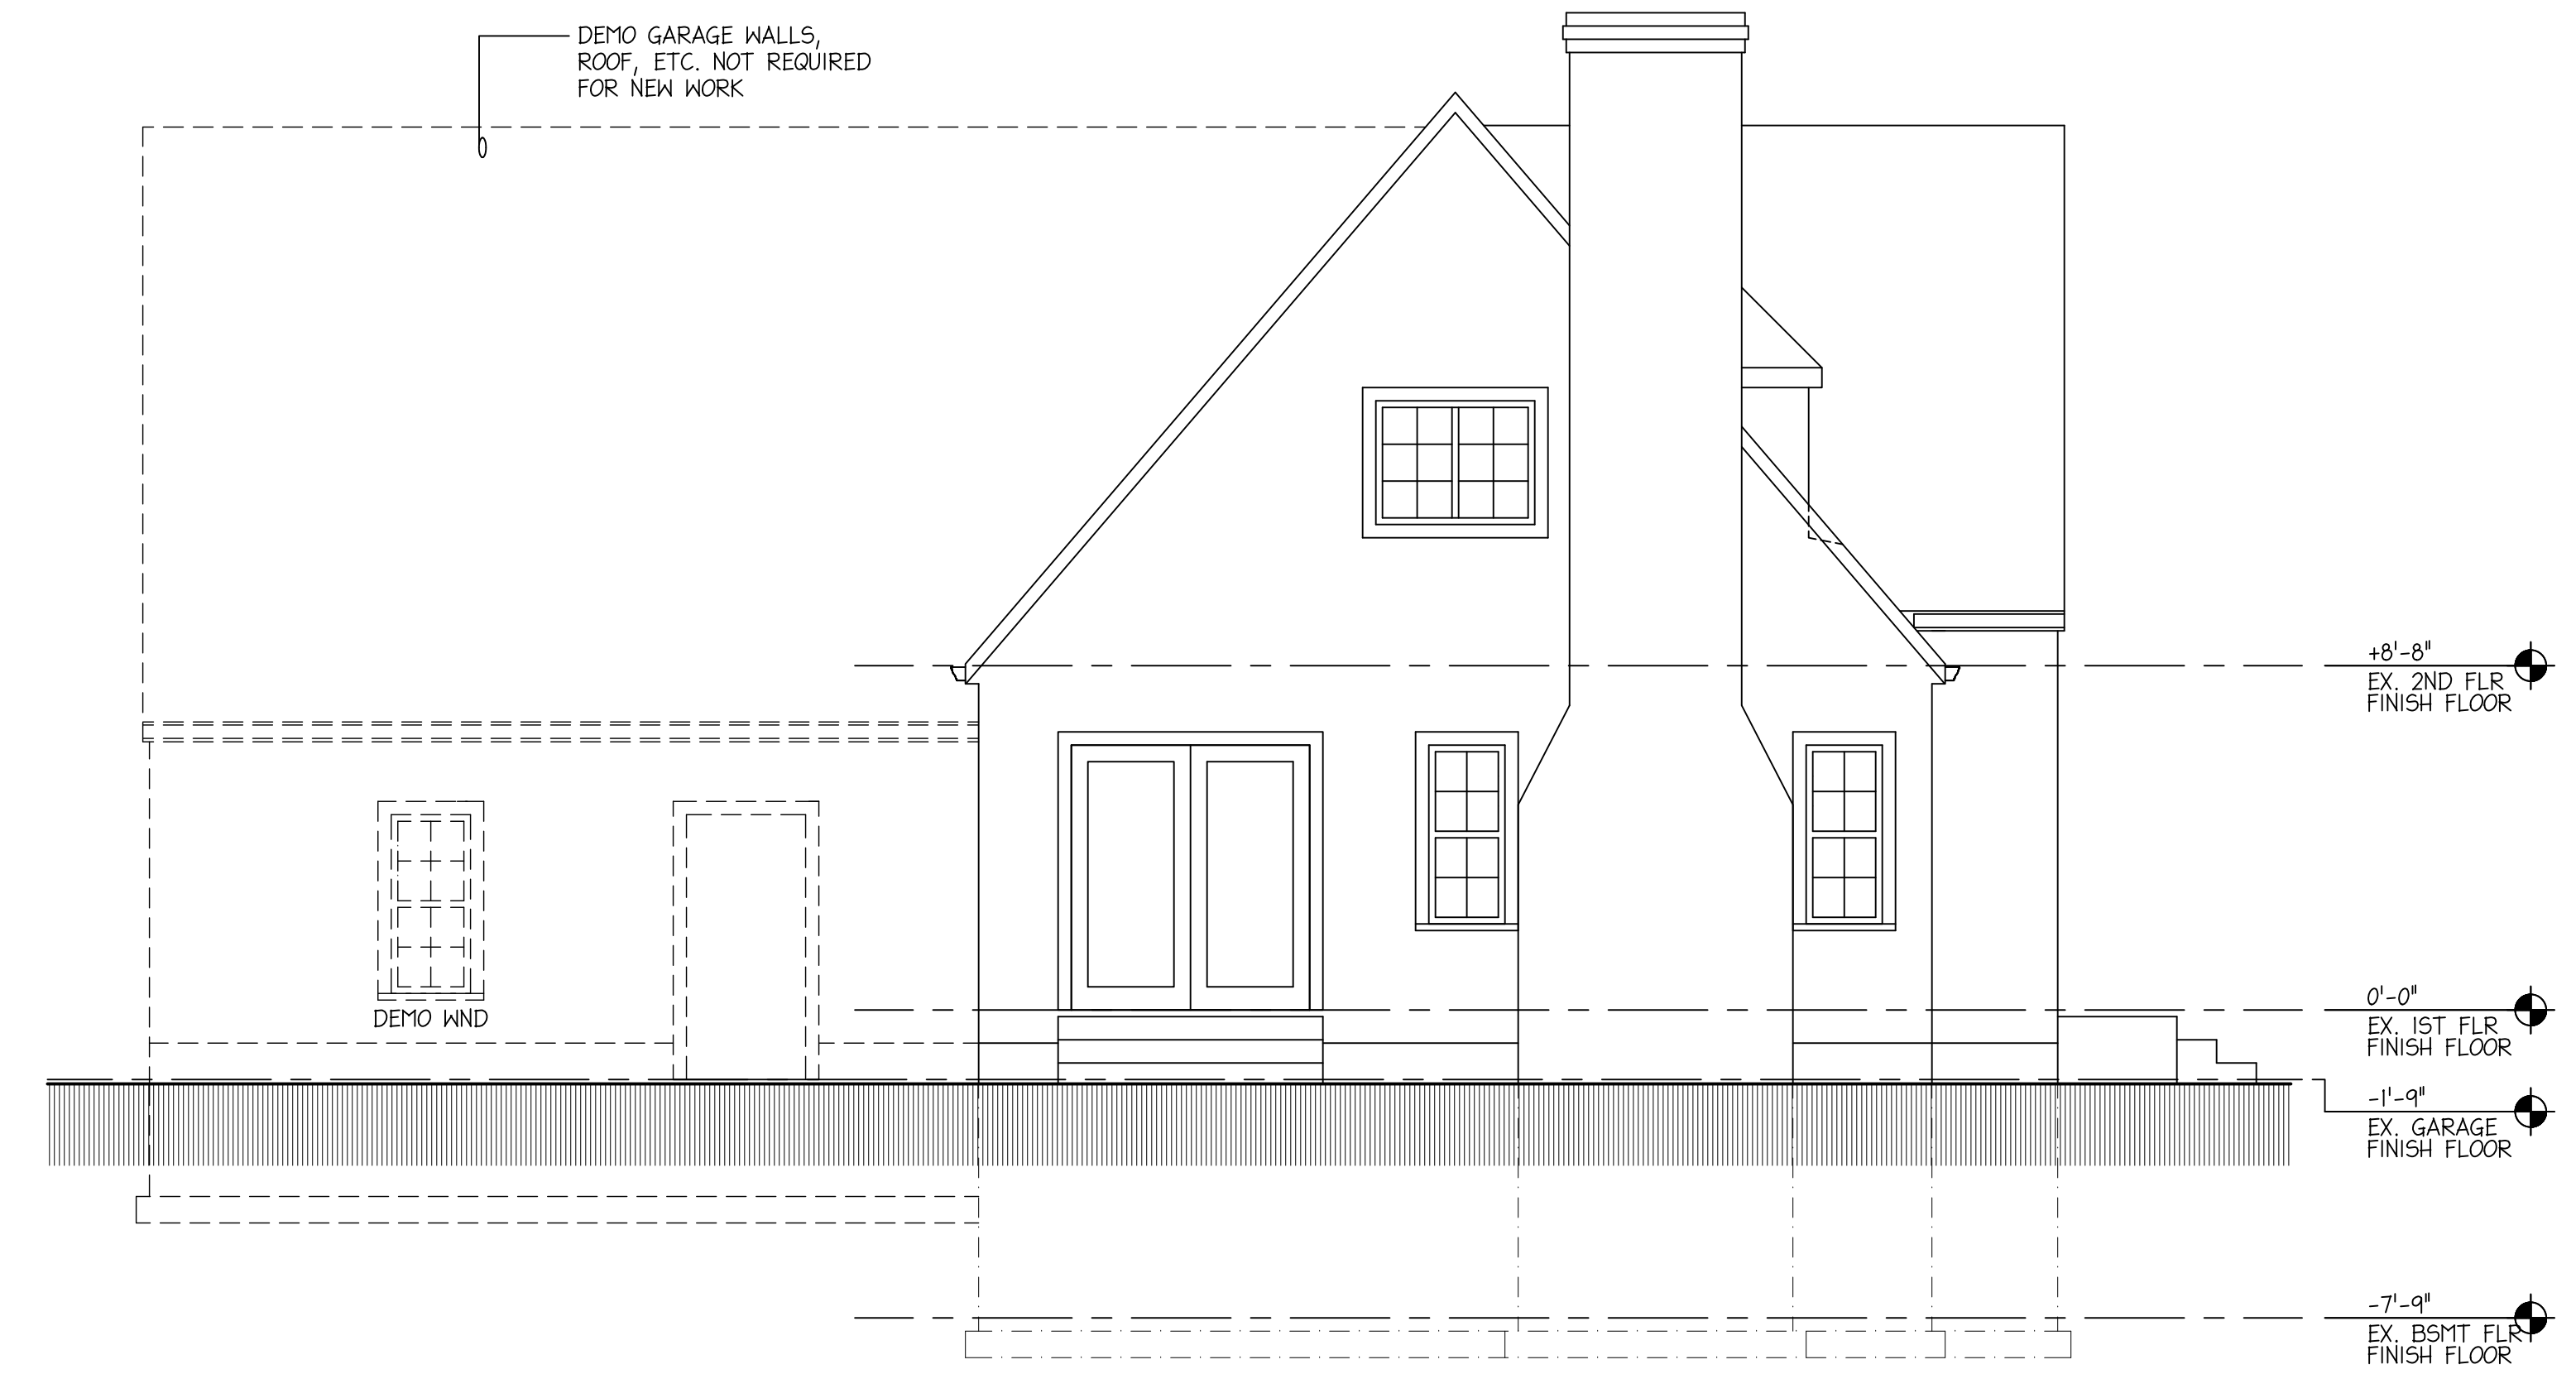 DEMO GARAGE WALLS,
ROOF, ETC. NOT REQUIRED
FOR NEW WORK
+8'-8"
EX. 2ND FLR
FINISH FLOOR
DEMO WND
0'-0"
EX. 1ST FLR
FINISH FLOOR
-1'-9"
EX. GARAGE
FINISH FLOOR
-7'-9"
EX. BSMT FLR
FINISH FLOOR